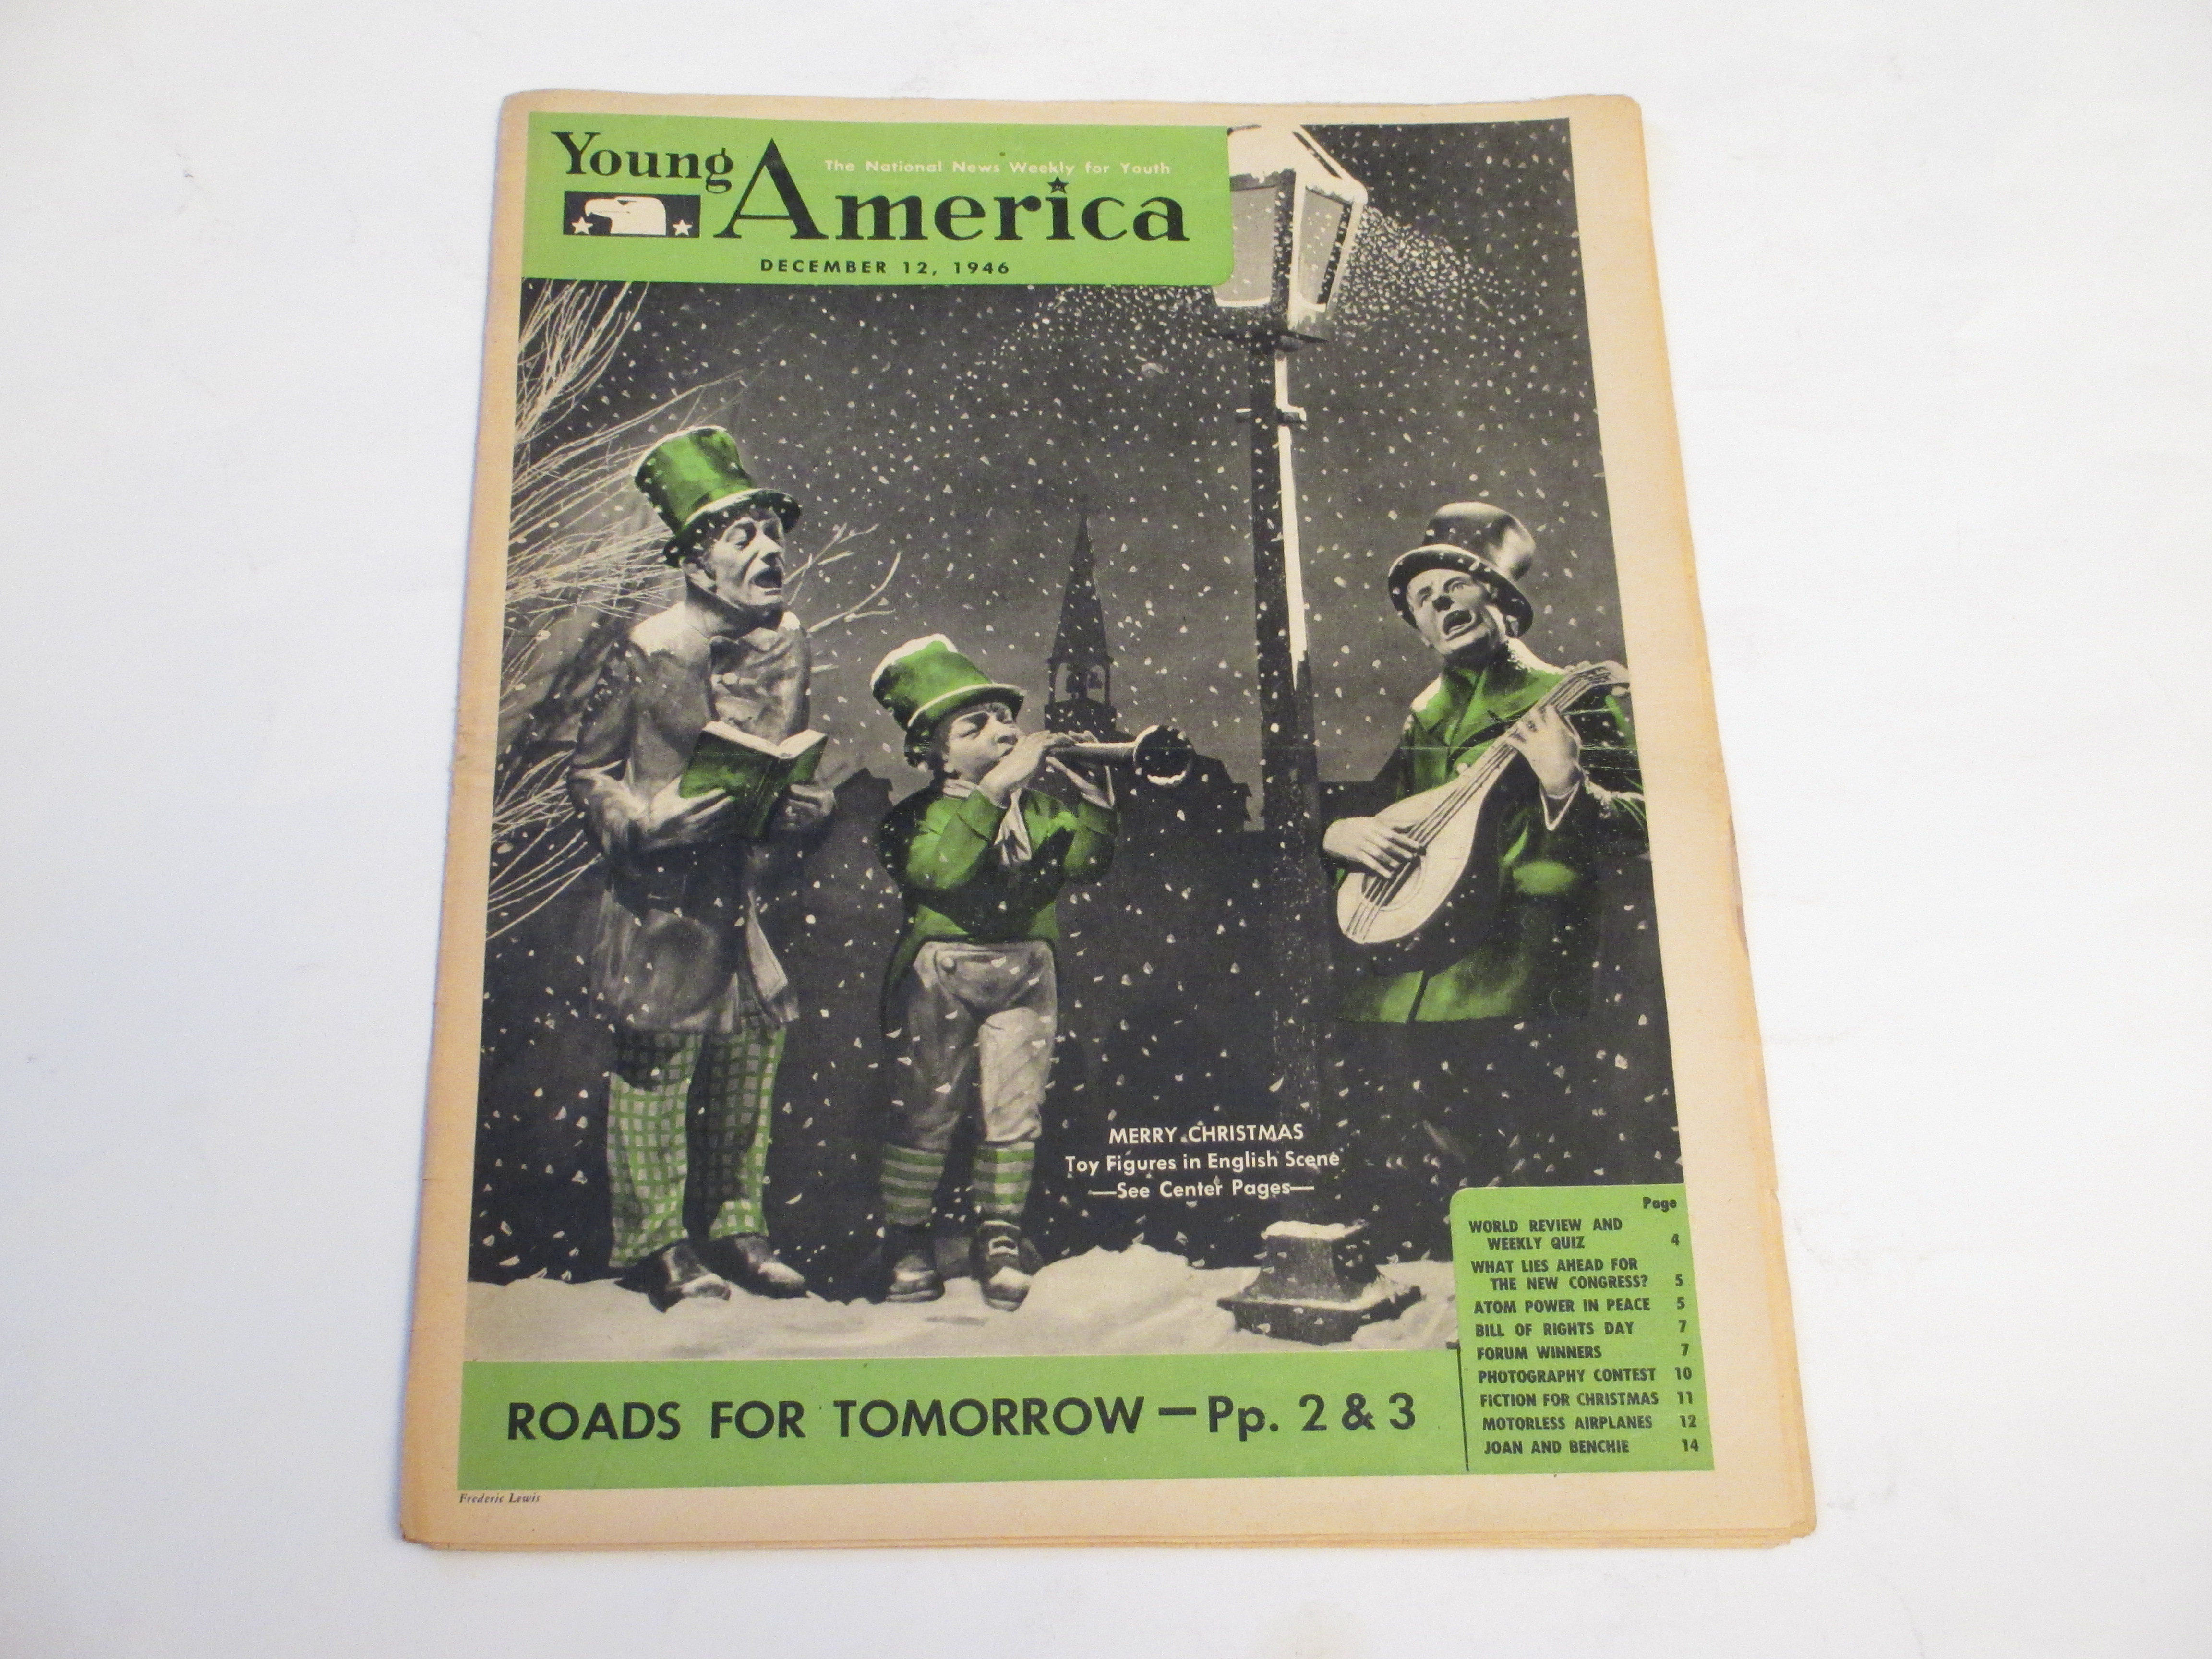 Young
The National News Weekly for Youth
America
DECEMBER 12, 1946
MERRY CHRISTMAS
Toy Figures in English Scene
—See Center Pages—
Page
WORLD REVIEW AND
WEEKLY QUIZ 4
WHAT LIES AHEAD FOR
THE NEW CONGRESS? 5
ATOM POWER IN PEACE 5
BILL OF RIGHTS DAY 7
FORUM WINNERS 7
PHOTOGRAPHY CONTEST 10
FICTION FOR CHRISTMAS 11
MOTORLESS AIRPLANES 12
JOAN AND BENCHIE 14
ROADS FOR TOMORROW — Pp. 2 & 3
Frederic Lewis